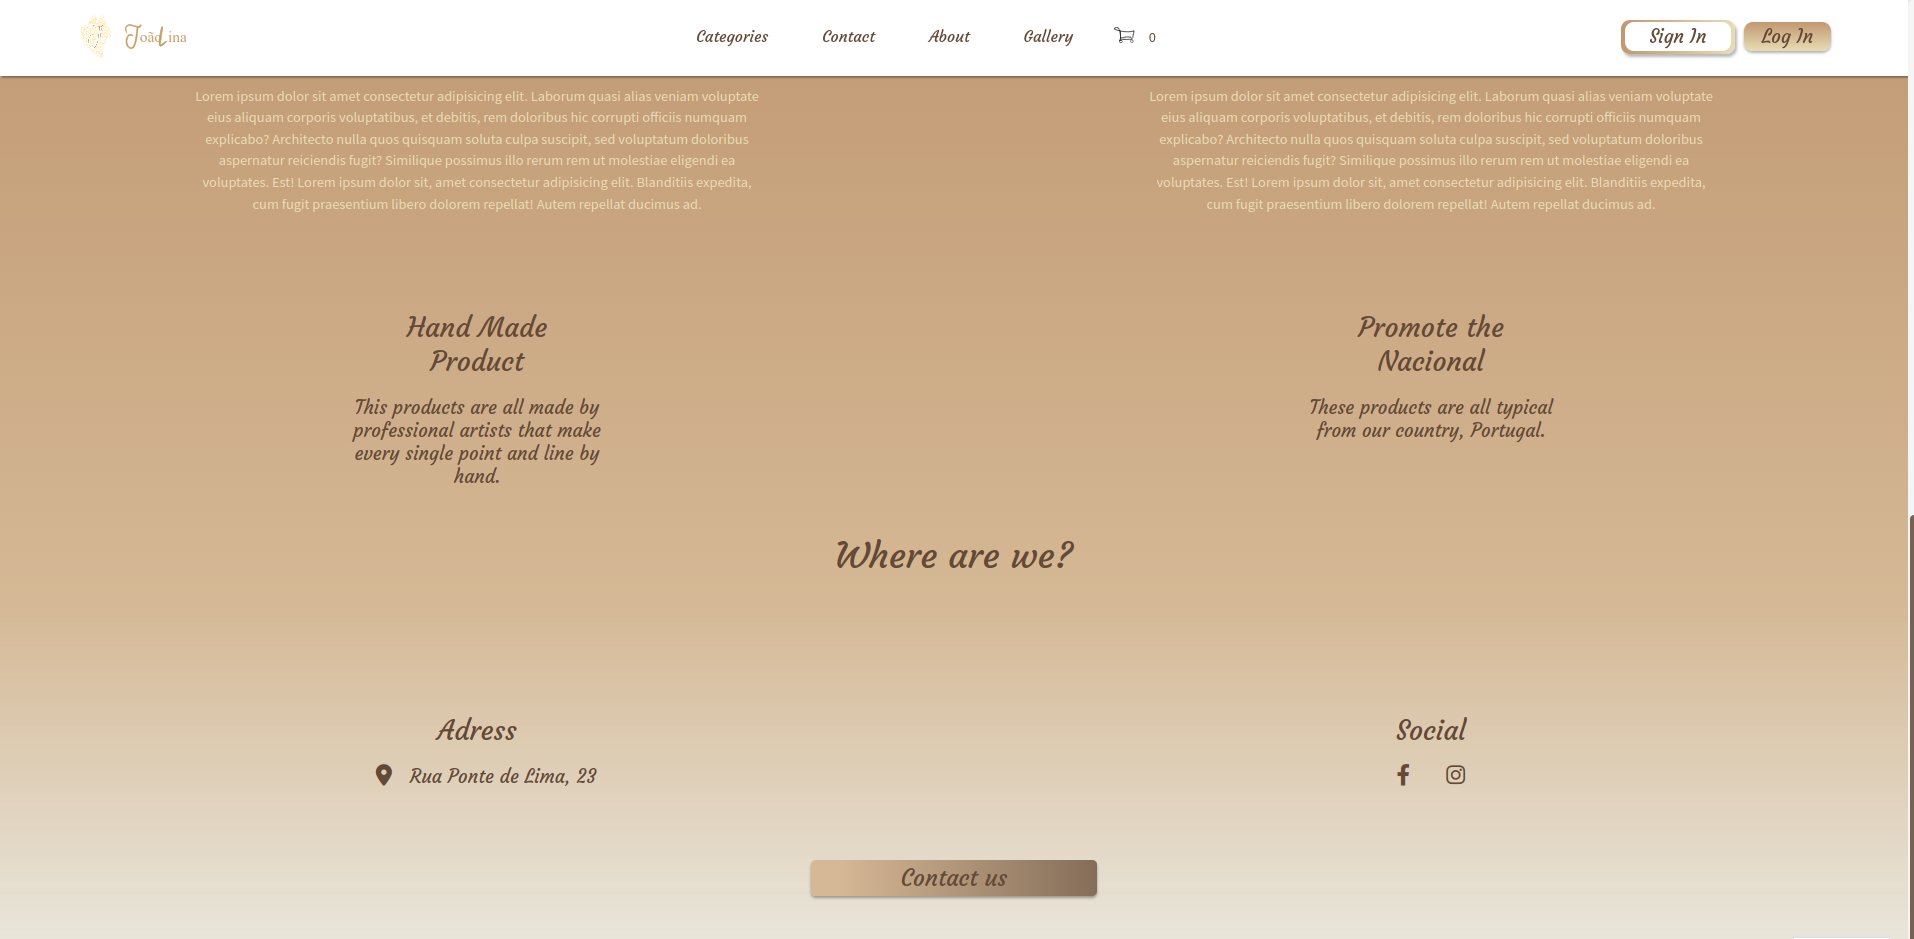 JoãoLina
Categories
Contact
About
Gallery
0
Sign In
Log In
Lorem ipsum dolor sit amet consectetur adipisicing elit. Laborum quasi alias veniam voluptate
eius aliquam corporis voluptatibus, et debitis, rem doloribus hic corrupti officiis numquam
explicabo? Architecto nulla quos quisquam soluta culpa suscipit, sed voluptatum doloribus
aspernatur reiciendis fugit? Similique possimus illo rerum rem ut molestiae eligendi ea
voluptates. Est! Lorem ipsum dolor sit, amet consectetur adipisicing elit. Blanditiis expedita,
cum fugit praesentium libero dolorem repellat! Autem repellat ducimus ad.
Lorem ipsum dolor sit amet consectetur adipisicing elit. Laborum quasi alias veniam voluptate
eius aliquam corporis voluptatibus, et debitis, rem doloribus hic corrupti officiis numquam
explicabo? Architecto nulla quos quisquam soluta culpa suscipit, sed voluptatum doloribus
aspernatur reiciendis fugit? Similique possimus illo rerum rem ut molestiae eligendi ea
voluptates. Est! Lorem ipsum dolor sit, amet consectetur adipisicing elit. Blanditiis expedita,
cum fugit praesentium libero dolorem repellat! Autem repellat ducimus ad.
Hand Made
Product
This products are all made by
professional artists that make
every single point and line by
hand.
Promote the
Nacional
These products are all typical
from our country, Portugal.
Where are we?
Adress
Rua Ponte de Lima, 23
Social
Contact us